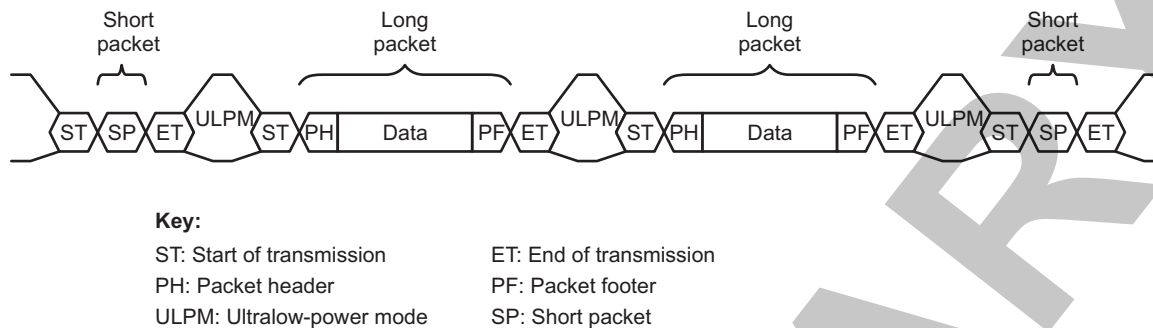 Short packet
Long packet
Long packet
Short packet
ST SP ET ULPM ST PH Data PF ET ULPM ST PH Data PF ET ULPM ST SP ET
Key:
ST: Start of transmission ET: End of transmission
PH: Packet header PF: Packet footer
ULPM: Ultralow-power mode SP: Short packet